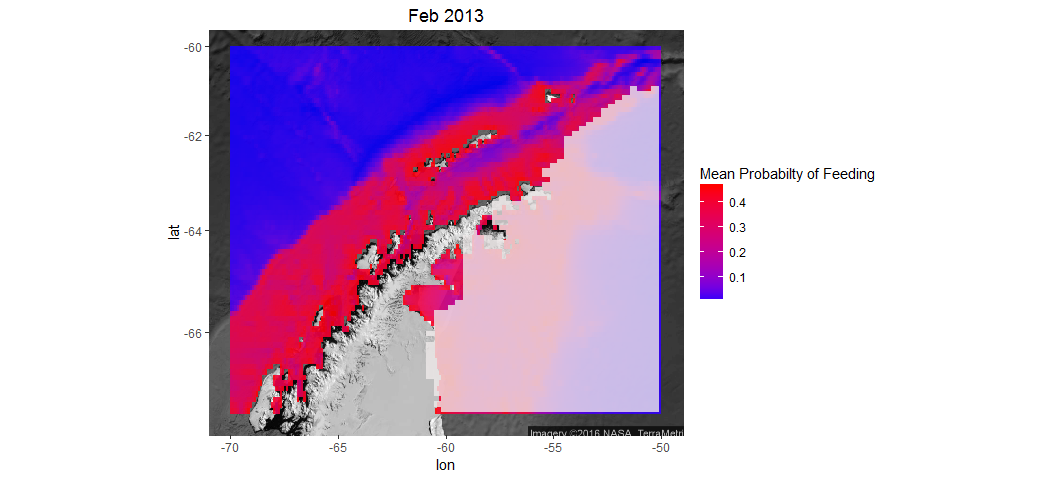 Feb 2013
-60
-62
-64
-66
lat
-70
-65
-60
-55
-50
lon
Mean Probabilty of Feeding
0.4
0.3
0.2
0.1
Imagery ©2016 NASA, TerraMetri